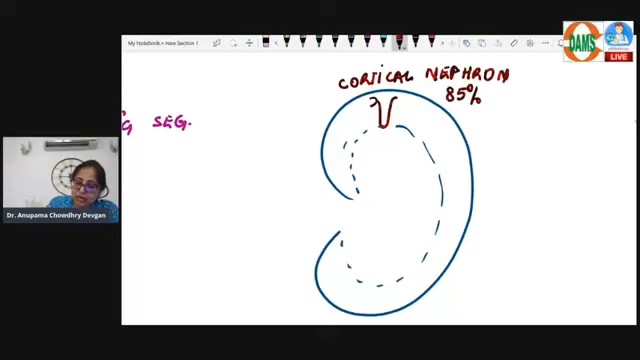 My Notebook > New Section 1
DAMS
LIVE
CORTICAL NEPHRON
85%
SEG.
Dr. Anupama Chowdhry Devgan